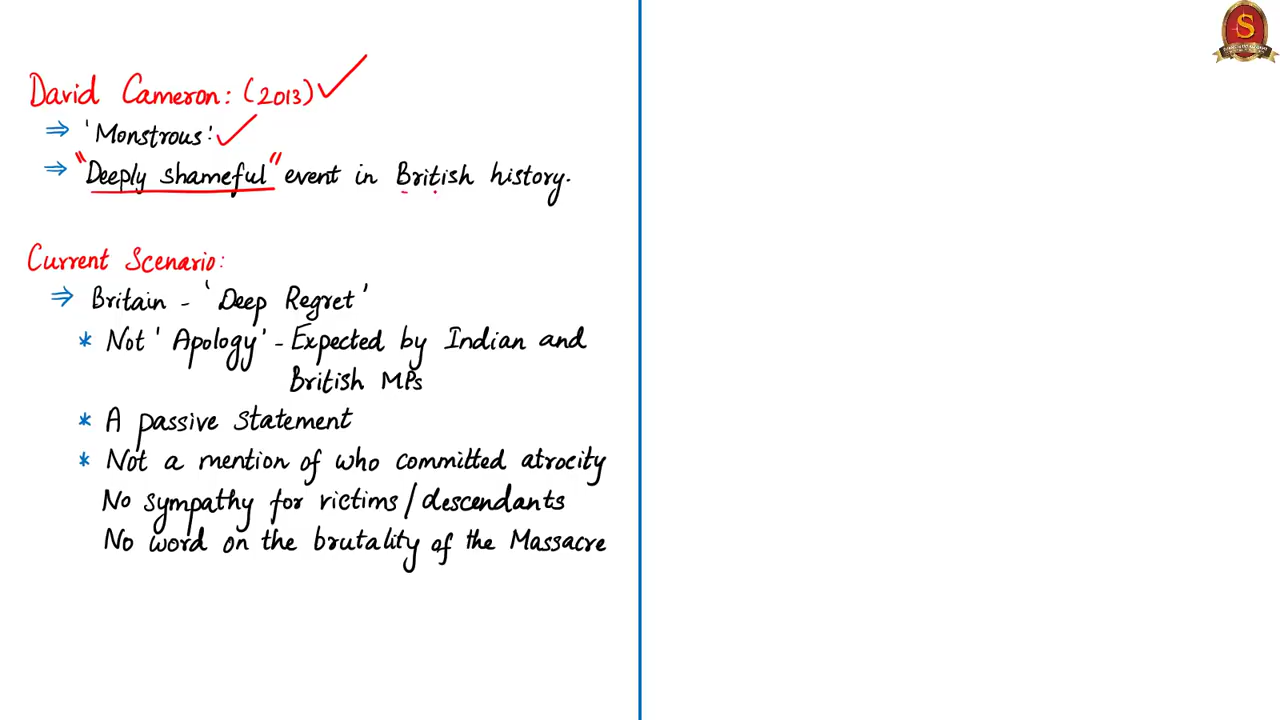 David Cameron: (2013)
⇒ 'Monstrous'.
⇒ "Deeply shameful" event in British history.
Current Scenario:
⇒ Britain - 'Deep Regret'
* Not 'Apology' - Expected by Indian and
British MPs
* A passive statement
* Not a mention of who committed atrocity
No sympathy for victims/descendants
No word on the brutality of the Massacre
S